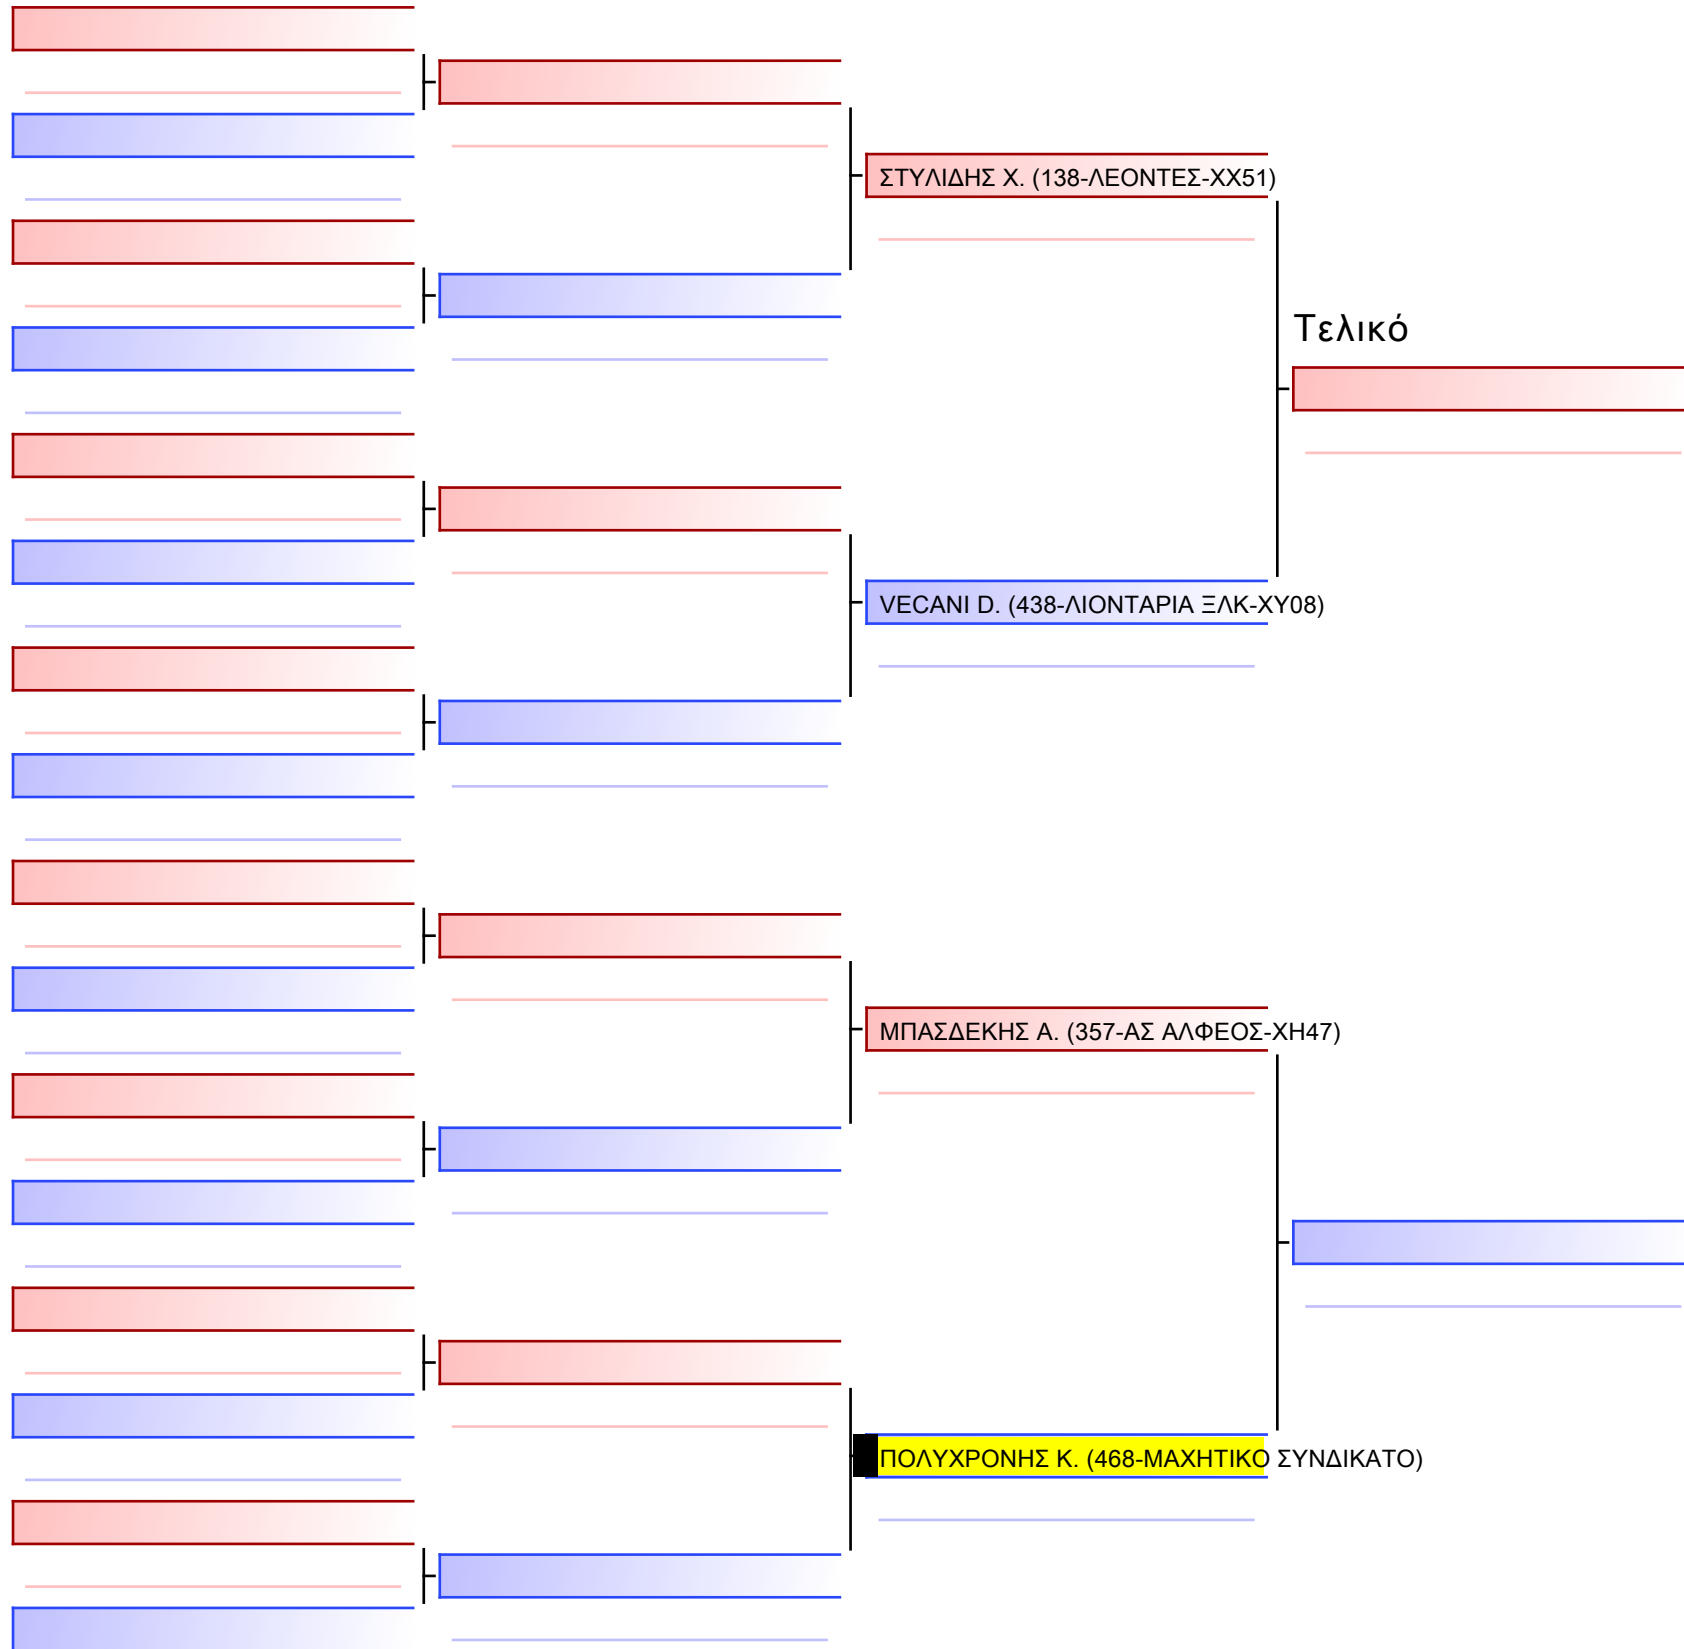 ΣΤΥΛΙΔΗΣ Χ. (138-ΛΕΟΝΤΕΣ-ΧΧ51)
Τελικό
VECANI D. (438-ΛΙΟΝΤΑΡΙΑ ΞΛΚ-ΧΥ08)
ΜΠΑΣΔΕΚΗΣ Α. (357-ΑΣ ΑΛΦΕΟΣ-ΧΗ47)
ΠΟΛΥΧΡΟΝΗΣ Κ. (468-ΜΑΧΗΤΙΚΟ ΣΥΝΔΙΚΑΤΟ)